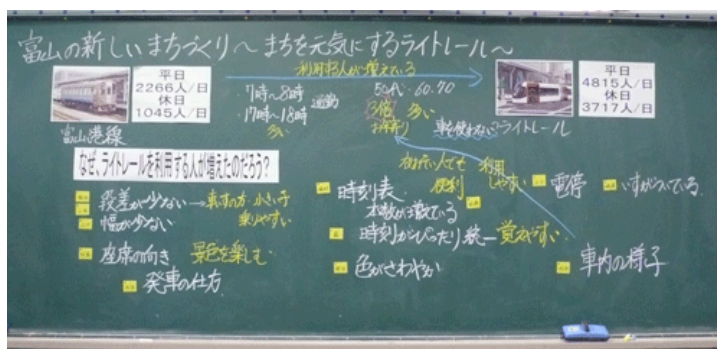 富山の新しいまちづくり～まちを元気にするライトレール～
利用する人が増えている
平日
2266人/日
休日
1045人/日
7時～8時
17時～18時
通勤
多い
50代・60.70
3倍 多い
お年寄り
平日
4815人/日
休日
3717人/日
富山港線
車を使わない?
ライトレール
なぜ、ライトレールを利用する人が増えたのだろう?
段差が少ない→
小さい子
乗りやすい
幅が少ない
座席の向き 景色を楽しむ
発車の仕方
人でも
便利
利用
しやすい
時刻表
本数が増えている
時刻がぴったり統一 覚えやすい
色がさわやか
電停
いすがついている
車内の様子